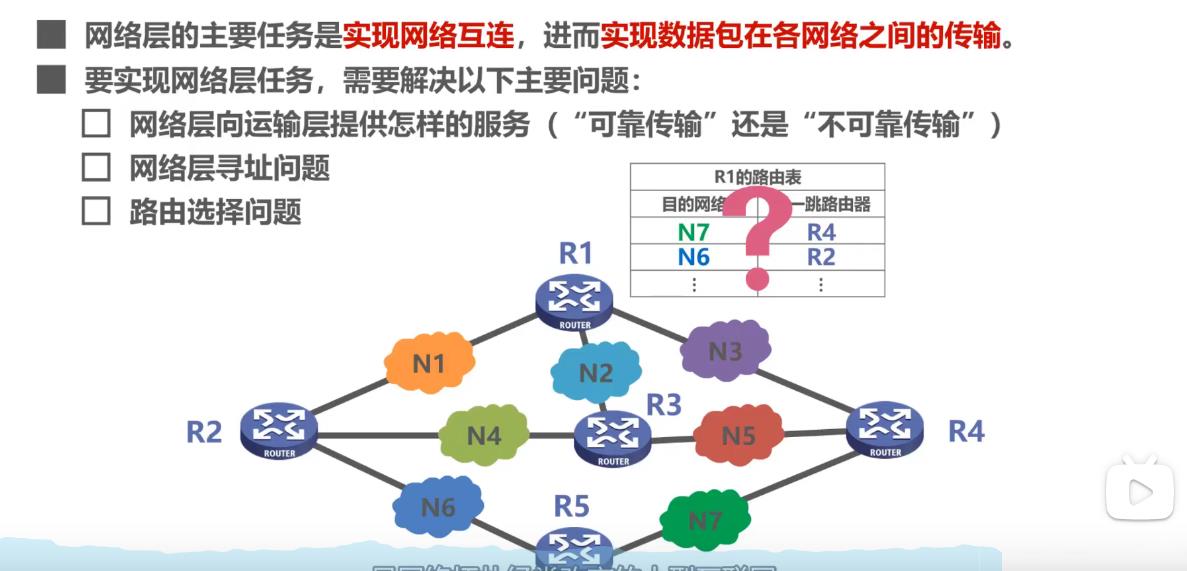 网络层的主要任务是实现网络互连，进而实现数据包在各网络之间的传输。
要实现网络层任务，需要解决以下主要问题：
网络层向运输层提供怎样的服务（“可靠传输”还是“不可靠传输”）
网络层寻址问题
路由选择问题
R1的路由表
目的网络 一跳路由器
N7 R4
N6 R2
⋮ ⋮
?
R1
ROUTER
N1
N2
N3
R2
ROUTER
N4
R3
ROUTER
N5
R4
ROUTER
N6
R5
N7